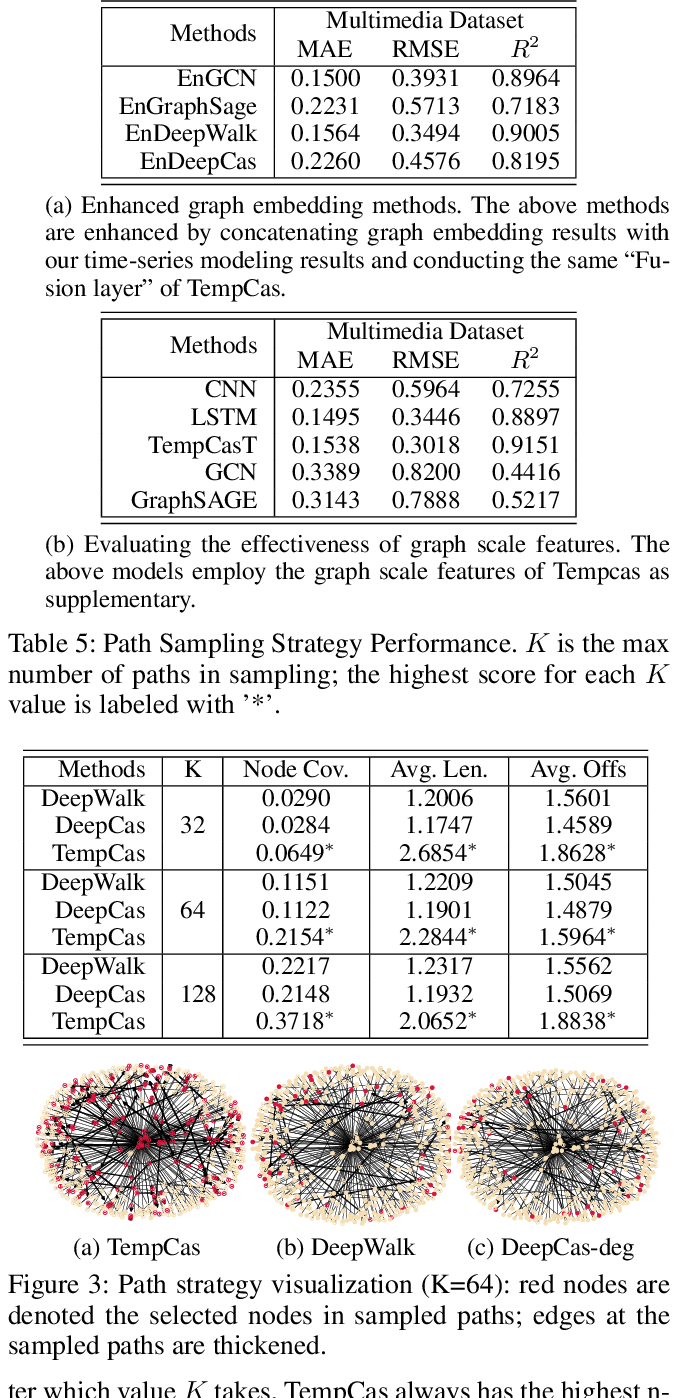 Methods Multimedia Dataset
MAE RMSE R²
EnGCN 0.1500 0.3931 0.8964
EnGraphSage 0.2231 0.5713 0.7183
EnDeepWalk 0.1564 0.3494 0.9005
EnDeepCas 0.2260 0.4576 0.8195
(a) Enhanced graph embedding methods. The above methods
are enhanced by concatenating graph embedding results with
our time-series modeling results and conducting the same “Fu-
sion layer” of TempCas.
Methods Multimedia Dataset
MAE RMSE R²
CNN 0.2355 0.5964 0.7255
LSTM 0.1495 0.3446 0.8897
TempCasT 0.1538 0.3018 0.9151
GCN 0.3389 0.8200 0.4416
GraphSAGE 0.3143 0.7888 0.5217
(b) Evaluating the effectiveness of graph scale features. The
above models employ the graph scale features of Tempcas as
supplementary.
Table 5: Path Sampling Strategy Performance. K is the max
number of paths in sampling; the highest score for each K
value is labeled with ’*’.
Methods K Node Cov. Avg. Len. Avg. Offs
DeepWalk 0.0290 1.2006 1.5601
DeepCas 32 0.0284 1.1747 1.4589
TempCas 0.0649* 2.6854* 1.8628*
DeepWalk 0.1151 1.2209 1.5045
DeepCas 64 0.1122 1.1901 1.4879
TempCas 0.2154* 2.2844* 1.5964*
DeepWalk 0.2217 1.2317 1.5562
DeepCas 128 0.2148 1.1932 1.5069
TempCas 0.3718* 2.0652* 1.8838*
(a) TempCas (b) DeepWalk (c) DeepCas-deg
Figure 3: Path strategy visualization (K=64): red nodes are
denoted the selected nodes in sampled paths; edges at the
sampled paths are thickened.
ter which value K takes. TempCas always has the highest n-